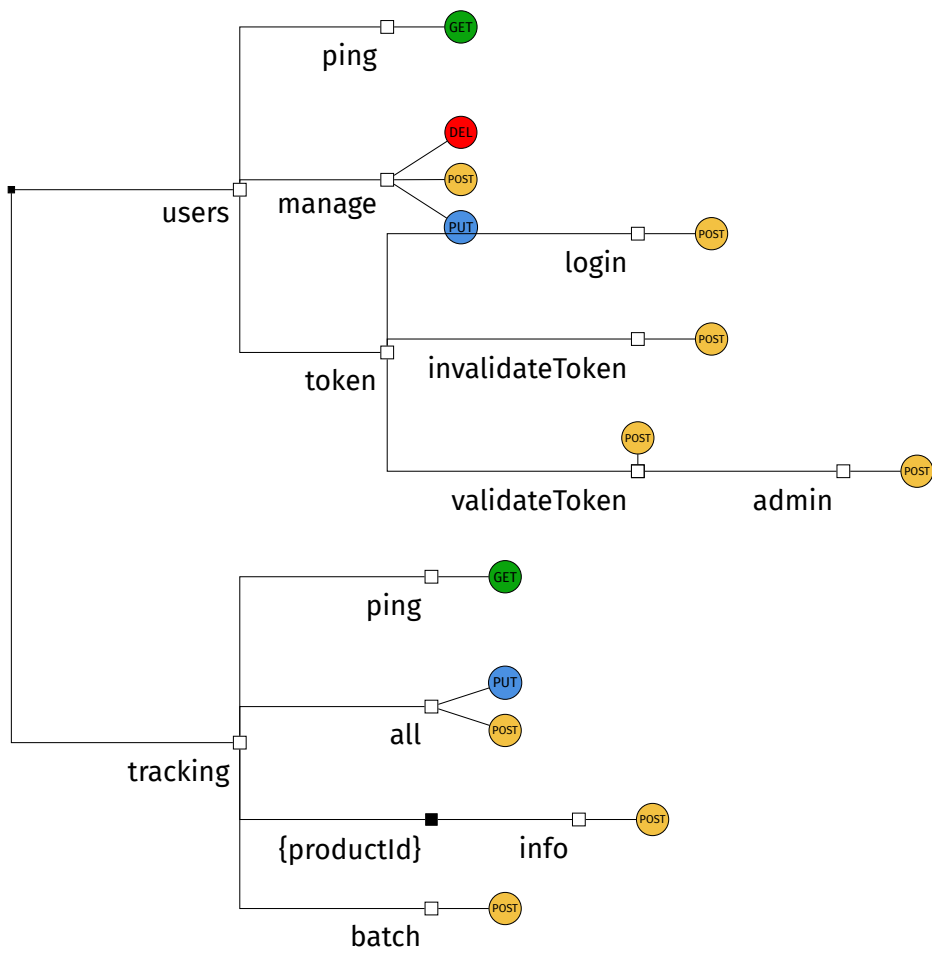 GET
ping
DEL
POST
manage
users
PUT
POST
login
POST
invalidateToken
token
POST
POST
validateToken
admin
GET
ping
PUT
POST
all
tracking
POST
{productId}
info
POST
batch